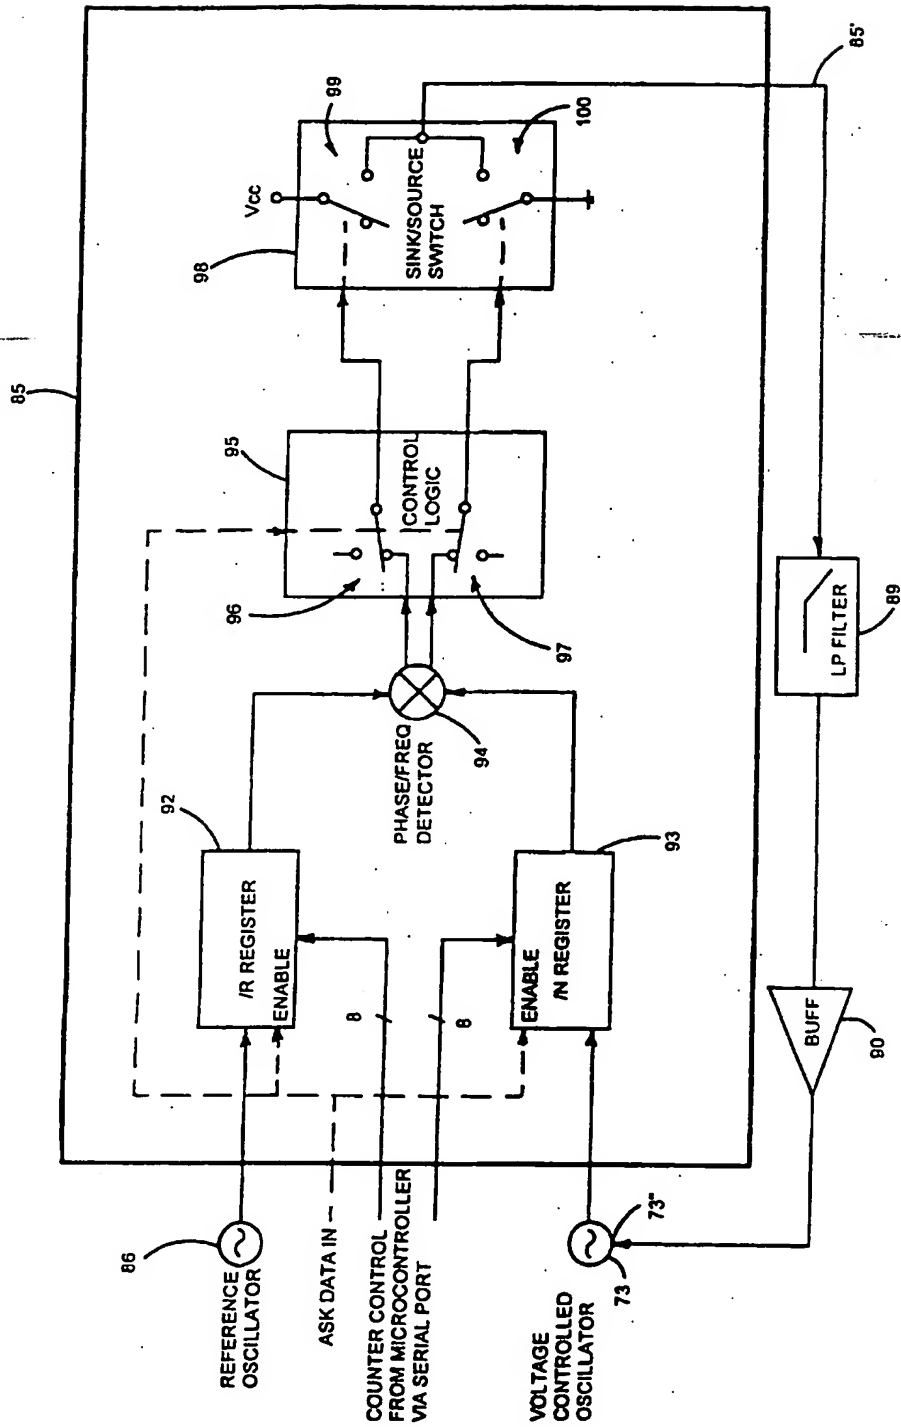 85
86
REFERENCE
OSCILLATOR
ASK DATA IN
COUNTER CONTROL
FROM MICROCONTROLLER
VIA SERIAL PORT
VOLTAGE
CONTROLLED
OSCILLATOR
73
73"
8
8
92
/R REGISTER
ENABLE
ENABLE
/N REGISTER
93
PHASE/FREQ
DETECTOR
94
95
96
CONTROL
LOGIC
97
98
Vcc
99
SINK/SOURCE
SWITCH
100
85'
LP FILTER
89
BUFF
90